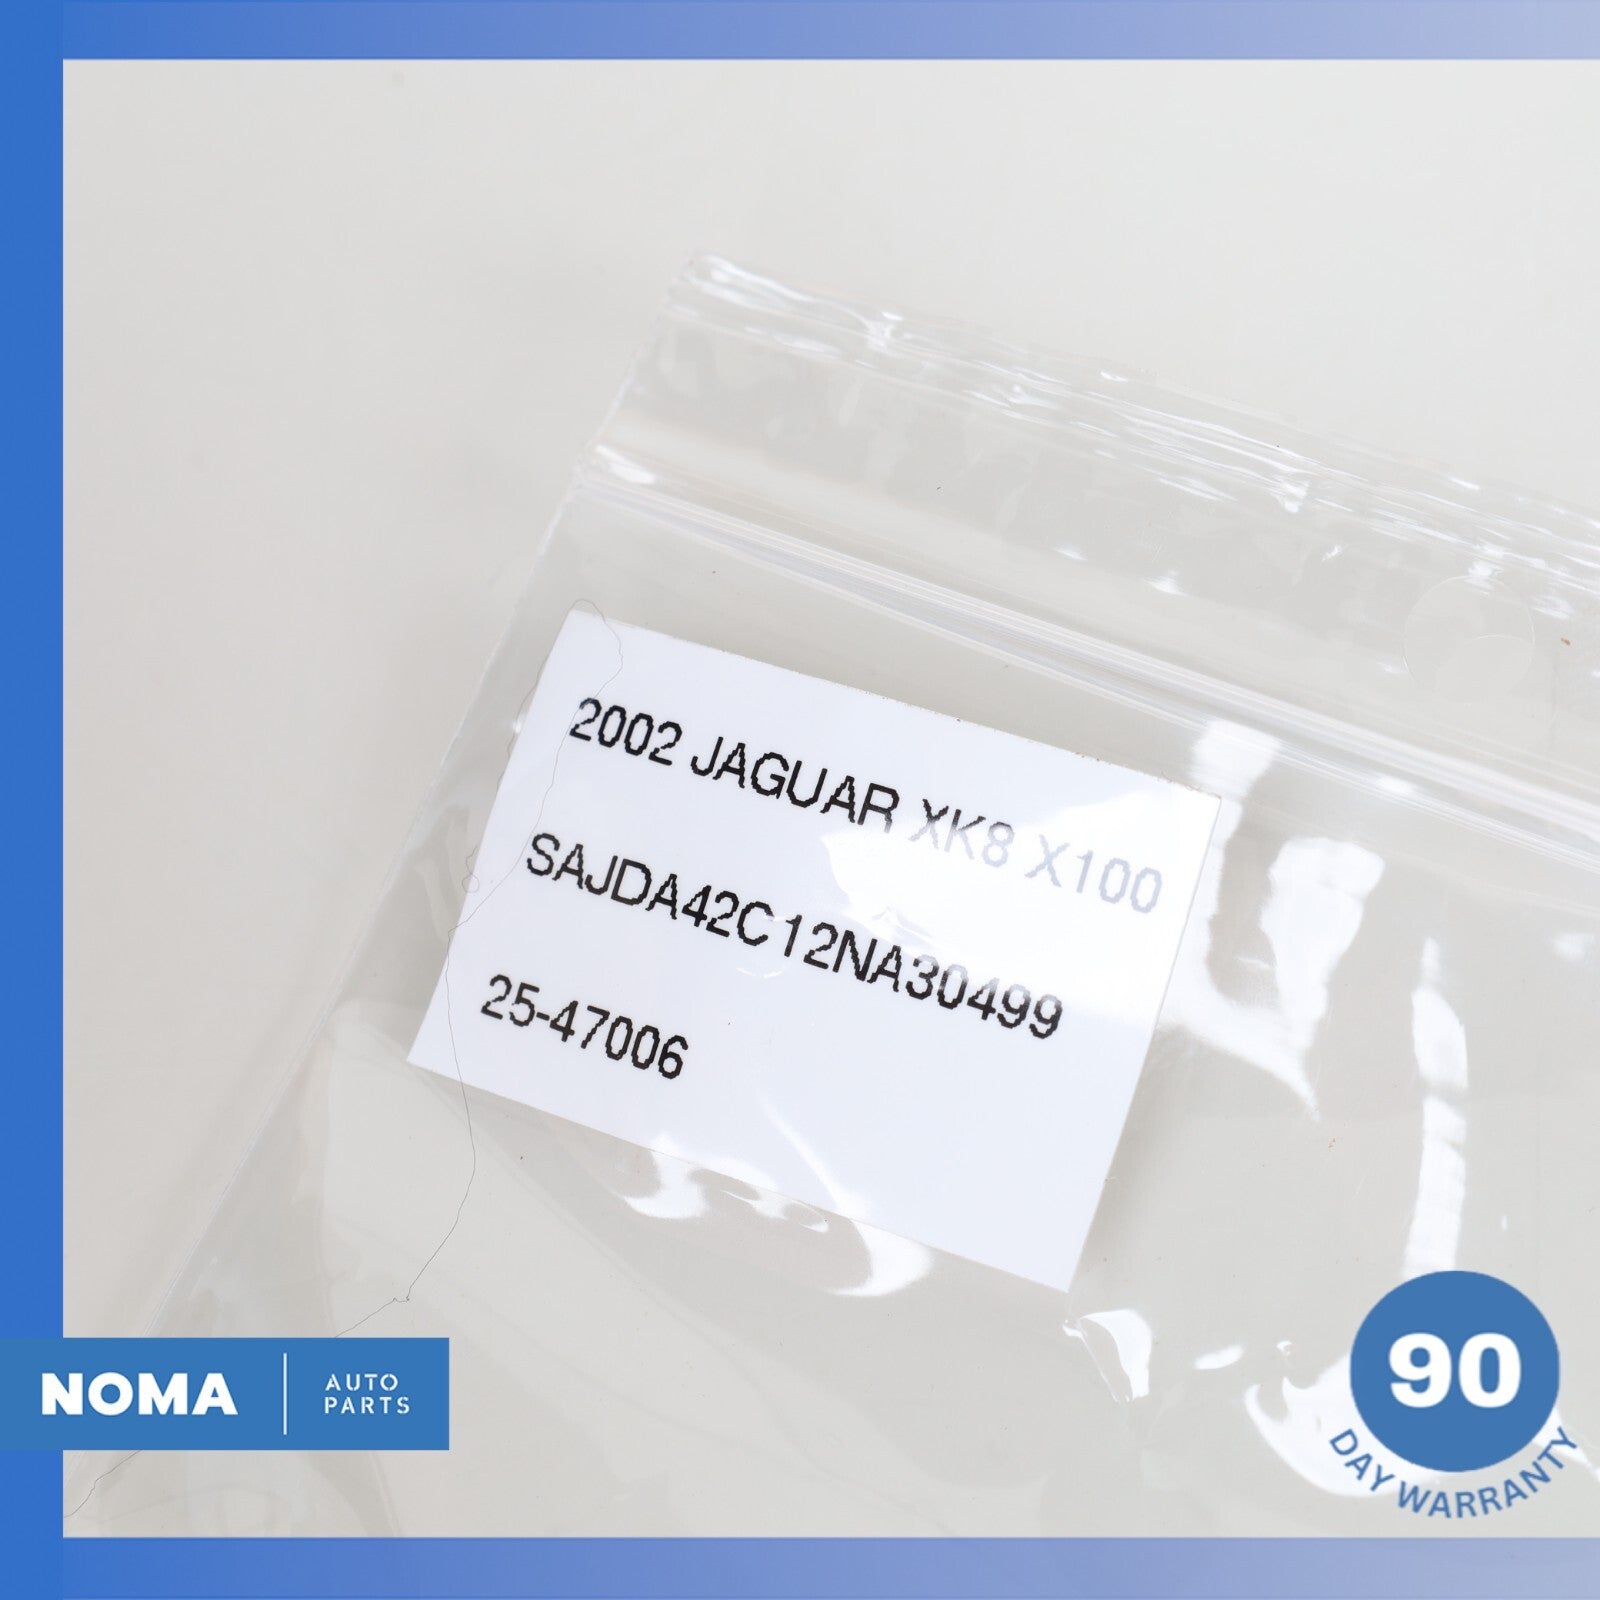 2002 JAGUAR XK8 X100
SAJDA42C12NA30499
25-47006
NOMA
AUTO
PARTS
90
DAY WARRANTY